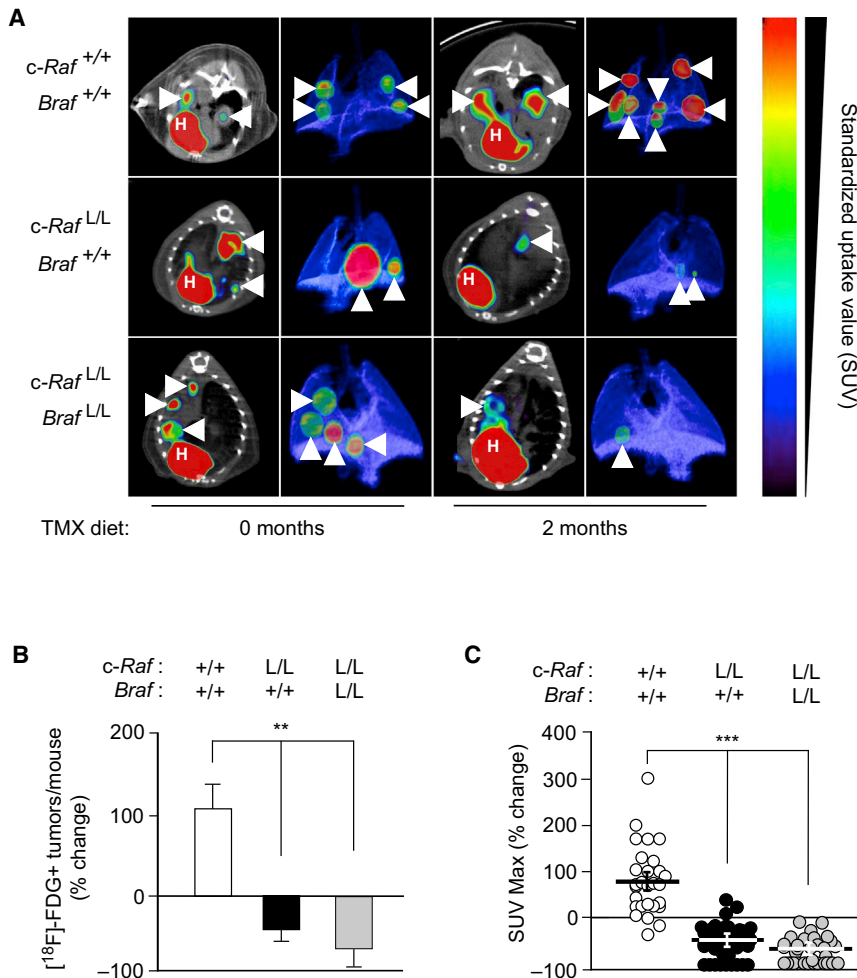 A
c-Raf +/+
Braf +/+
H
H
c-Raf L/L
Braf +/+
H
H
c-Raf L/L
Braf L/L
H
H
Standardized uptake value (SUV)
TMX diet: 0 months 2 months
B
c-Raf : +/+ L/L L/L
Braf : +/+ +/+ L/L
[18F]-FDG+ tumors/mouse
(% change)
200
**
100
0
–100
C
c-Raf : +/+ L/L L/L
Braf : +/+ +/+ L/L
SUV Max (% change)
400
***
300
200
100
0
–100